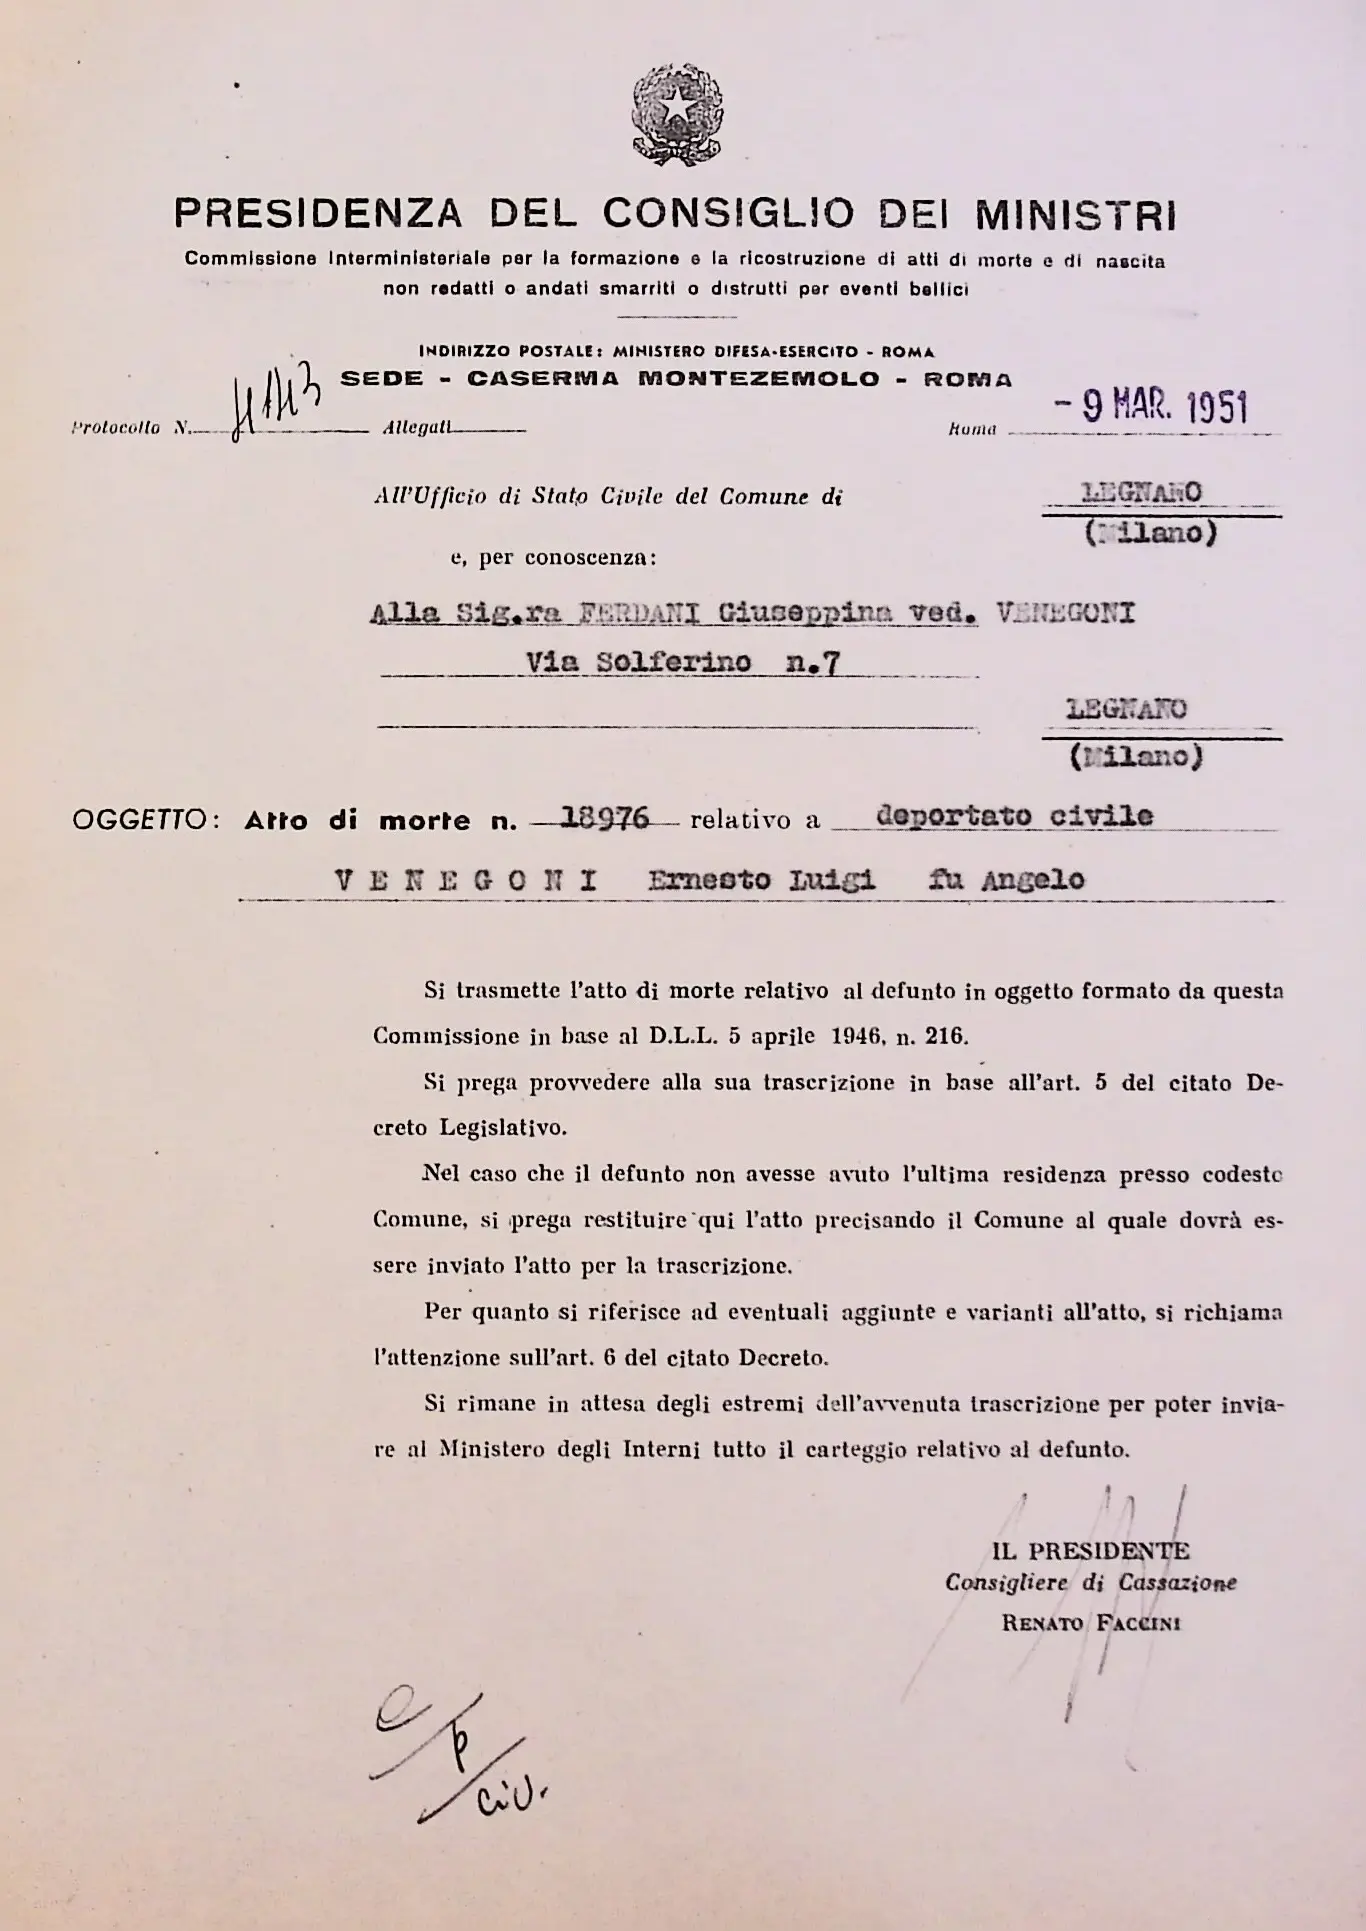 PRESIDENZA DEL CONSIGLIO DEI MINISTRI
Commissione Interministeriale per la formazione e la ricostruzione di atti di morte e di nascita
non redatti o andati smarriti o distrutti per eventi bellici
INDIRIZZO POSTALE: MINISTERO DIFESA-ESERCITO - ROMA
SEDE - CASERMA MONTEZEMOLO - ROMA
Protocollo N. Allegati Roma - 9 MAR. 1951
All'Ufficio di Stato Civile del Comune di LEGNANO
(Milano)
e, per conoscenza:
Alla Sig.ra FERDANI Giuseppina ved. VENEGONI
Via Solferino n.7
LEGNANO
(Milano)
OGGETTO: Atto di morte n. 18976 relativo a deportato civile
VENEGONI Ernesto Luigi fu Angelo
Si trasmette l'atto di morte relativo al defunto in oggetto formato da questa
Commissione in base al D.L.L. 5 aprile 1946, n. 216.
Si prega provvedere alla sua trascrizione in base all'art. 5 del citato De-
creto Legislativo.
Nel caso che il defunto non avesse avuto l'ultima residenza presso codesto
Comune, si prega restituire qui l'atto precisando il Comune al quale dovrà es-
sere inviato l'atto per la trascrizione.
Per quanto si riferisce ad eventuali aggiunte e varianti all'atto, si richiama
l'attenzione sull'art. 6 del citato Decreto.
Si rimane in attesa degli estremi dell'avvenuta trascrizione per poter invia-
re al Ministero degli Interni tutto il carteggio relativo al defunto.
IL PRESIDENTE
Consigliere di Cassazione
RENATO FACCINI
civ.